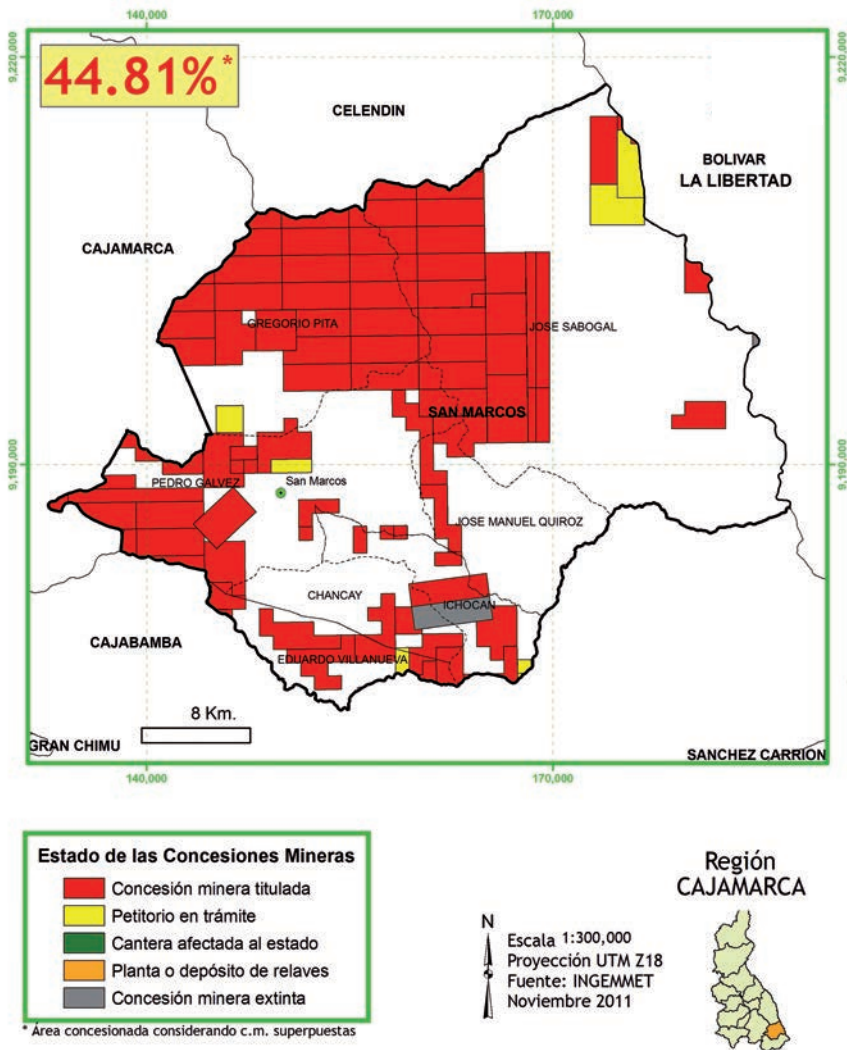 140,000
170,000
9,220,000
9,220,000
44.81%*
CELENDIN
BOLIVAR
LA LIBERTAD
CAJAMARCA
GREGORIO PITA
JOSE SABOGAL
SAN MARCOS
9,190,000
9,190,000
PEDRO GALVEZ
San Marcos
JOSE MANUEL QUIROZ
CHANCAY
ICHOCAN
CAJABAMBA
EDUARDO VILLANUEVA
8 Km.
GRAN CHIMU
SANCHEZ CARRION
140,000
170,000
Estado de las Concesiones Mineras
Concesión minera titulada
Petitorio en trámite
Cantera afectada al estado
Planta o depósito de relaves
Concesión minera extinta
* Área concesionada considerando c.m. superpuestas
N
Escala 1:300,000
Proyección UTM Z18
Fuente: INGEMMET
Noviembre 2011
Región
CAJAMARCA